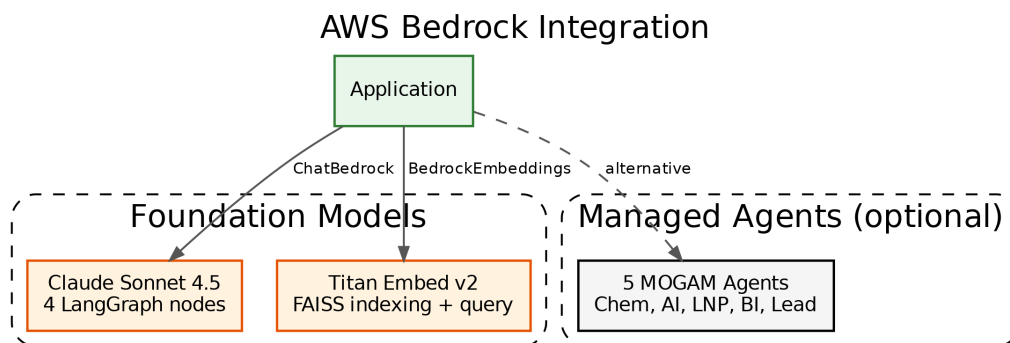 AWS Bedrock Integration
Application
ChatBedrock
BedrockEmbeddings
alternative
Foundation Models
Managed Agents (optional)
Claude Sonnet 4.5
4 LangGraph nodes
Titan Embed v2
FAISS indexing + query
5 MOGAM Agents
Chem, AI, LNP, BI, Lead